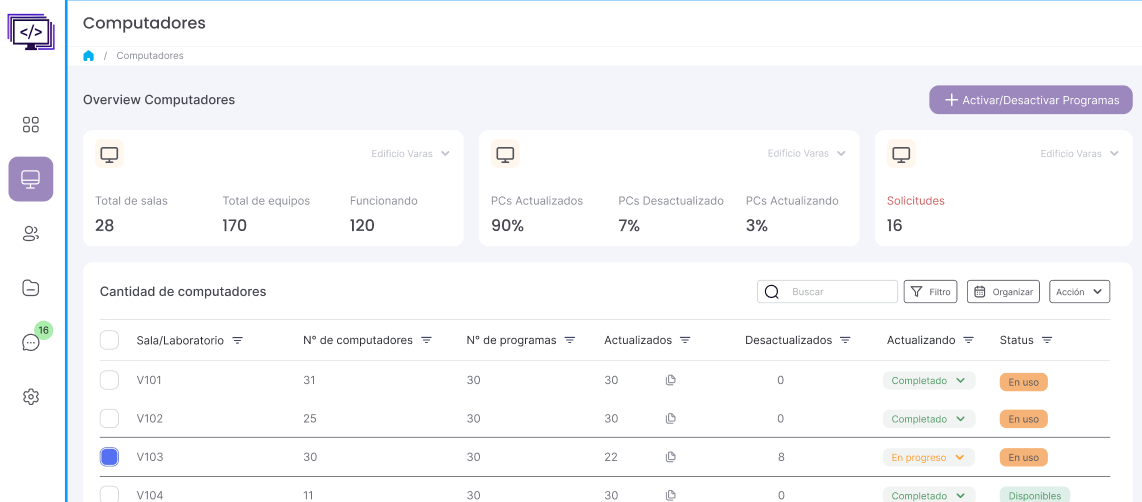 </>
Computadores
/ Computadores
Overview Computadores
Activar/Desactivar Programas
Edificio Varas
Edificio Varas
Edificio Varas
Total de salas Total de equipos Funcionando
28 170 120
PCs Actualizados PCs Desactualizado PCs Actualizando
90% 7% 3%
Solicitudes
16
16
Cantidad de computadores
Buscar Filtro Organizar Acción
Sala/Laboratorio N° de computadores N° de programas Actualizados Desactualizados Actualizando Status
V101 31 30 30 0 Completado En uso
V102 25 30 30 0 Completado En uso
V103 30 30 22 8 En progreso En uso
V104 11 30 30 0 Completado Disponibles